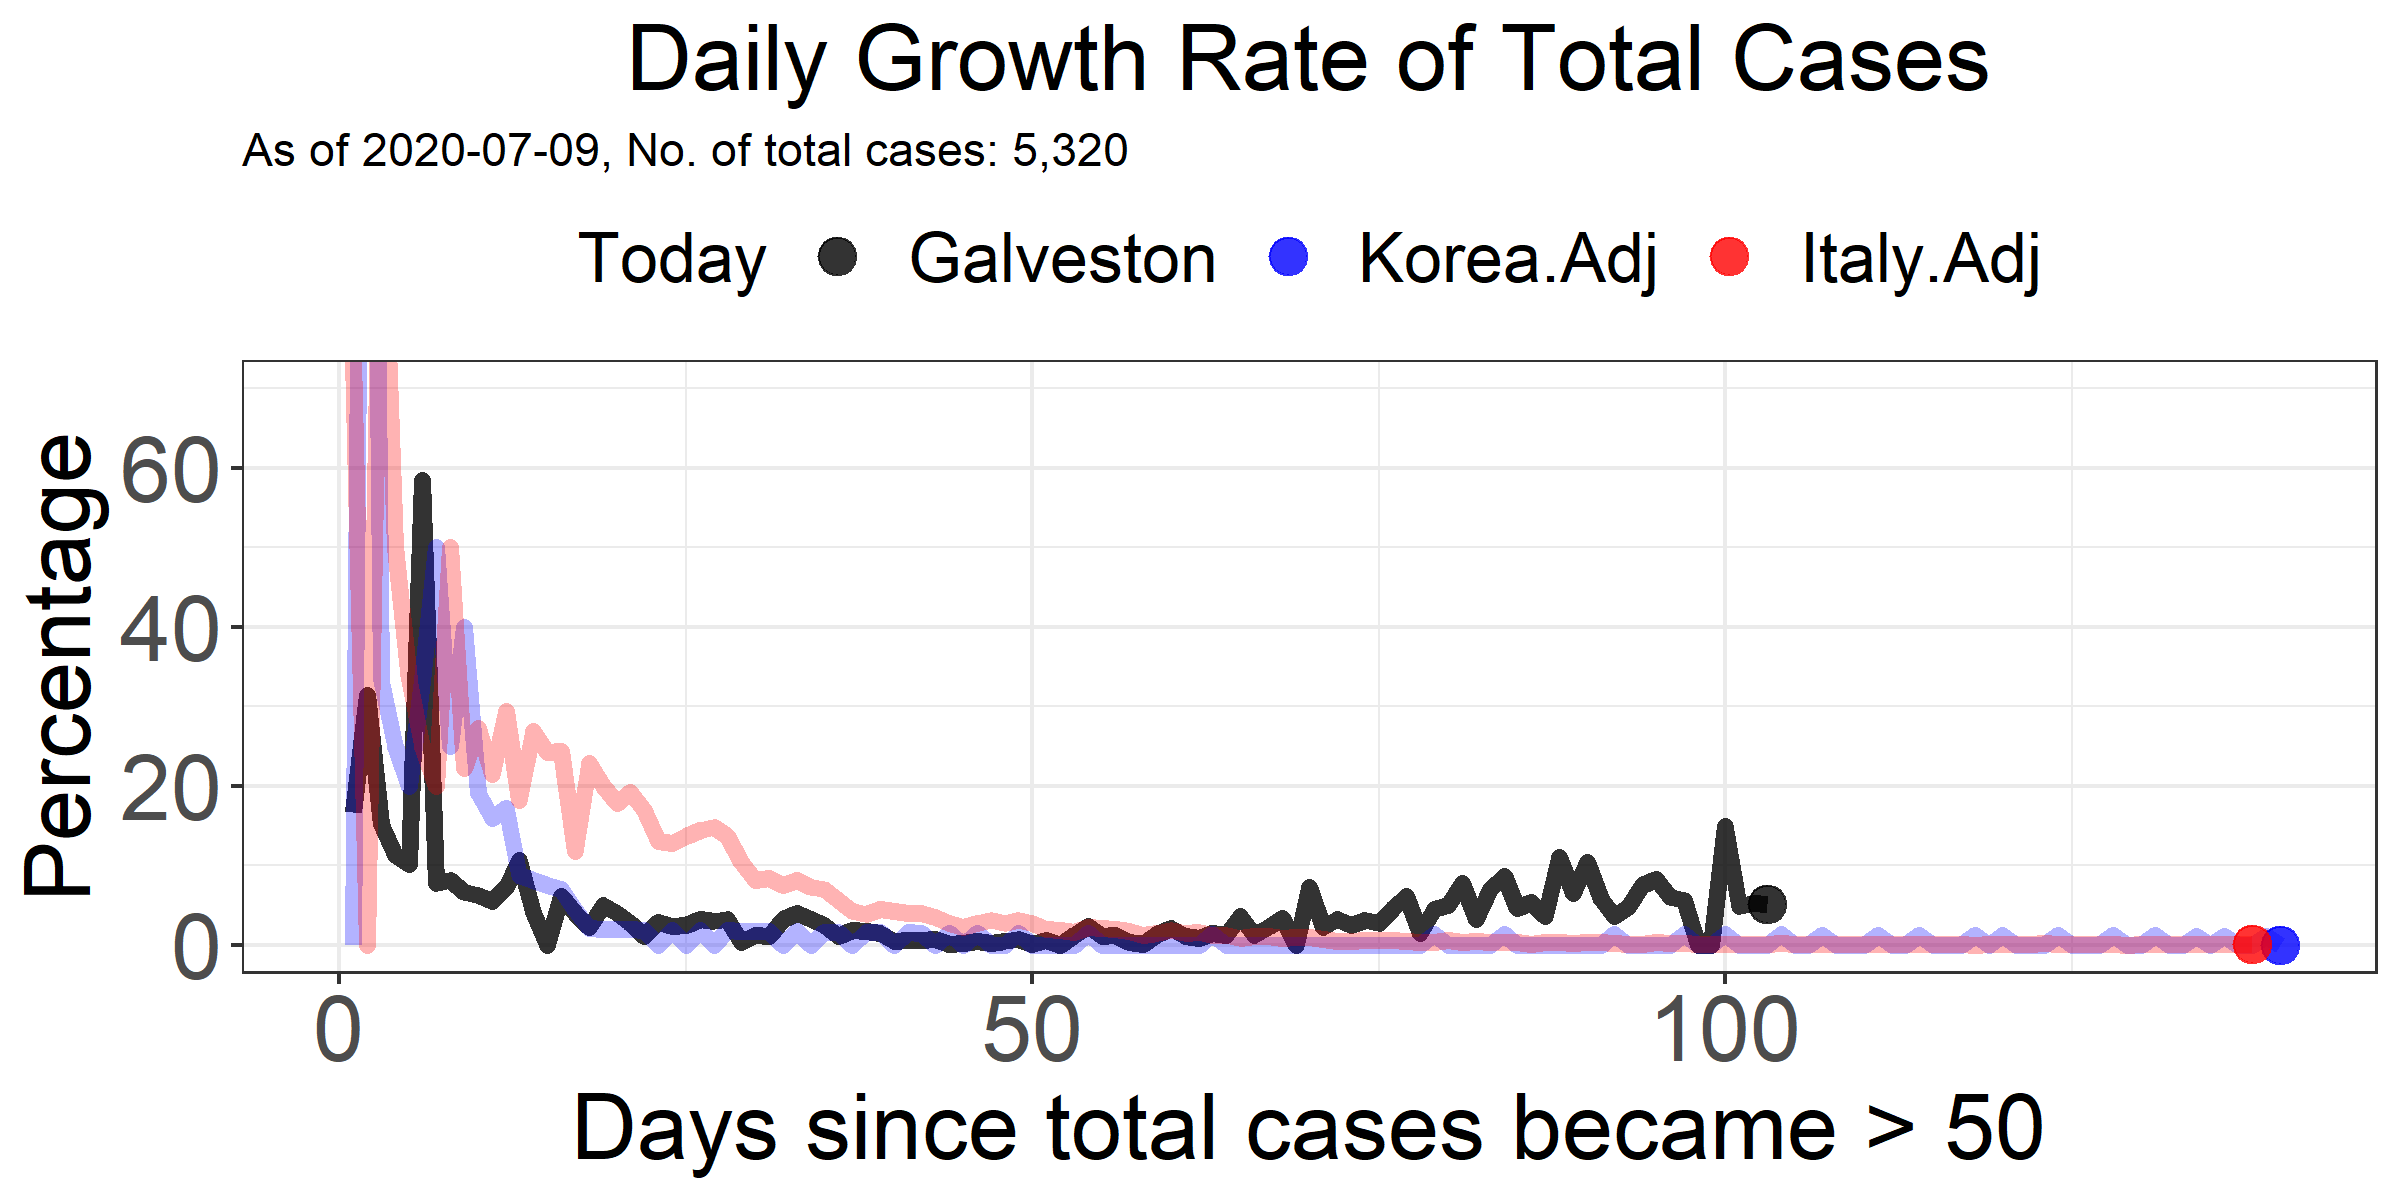 Daily Growth Rate of Total Cases
As of 2020-07-09, No. of total cases: 5,320
Today Galveston Korea.Adj Italy.Adj
Percentage
60
40
20
0
0 50 100
Days since total cases became > 50